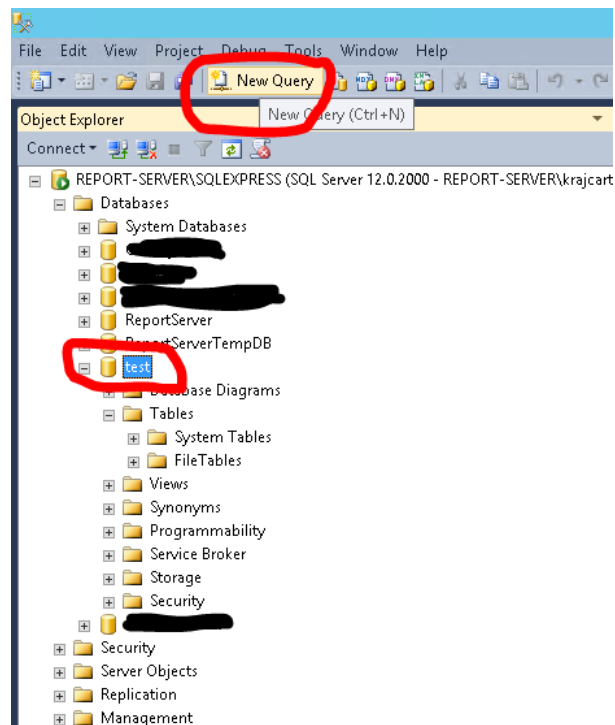 File Edit View Project Debug Tools Window Help
New Query
Object Explorer
New Query (Ctrl+N)
Connect
REPORT-SERVER\SQLEXPRESS (SQL Server 12.0.2000 - REPORT-SERVER\krajcart
Databases
System Databases
ReportServer
ReportServerTempDB
test
Database Diagrams
Tables
System Tables
FileTables
Views
Synonyms
Programmability
Service Broker
Storage
Security
Security
Server Objects
Replication
Management